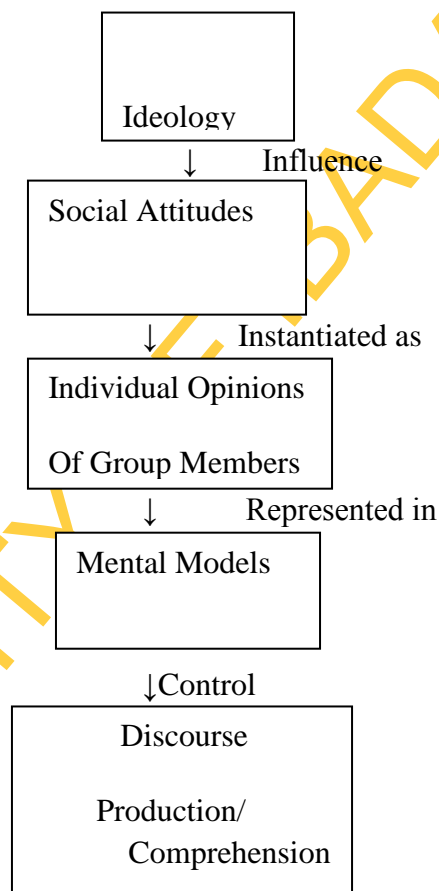 Ideology
↓ Influence
Social Attitudes
↓ Instantiated as
Individual Opinions
Of Group Members
↓ Represented in
Mental Models
↓Control
Discourse
Production/
Comprehension